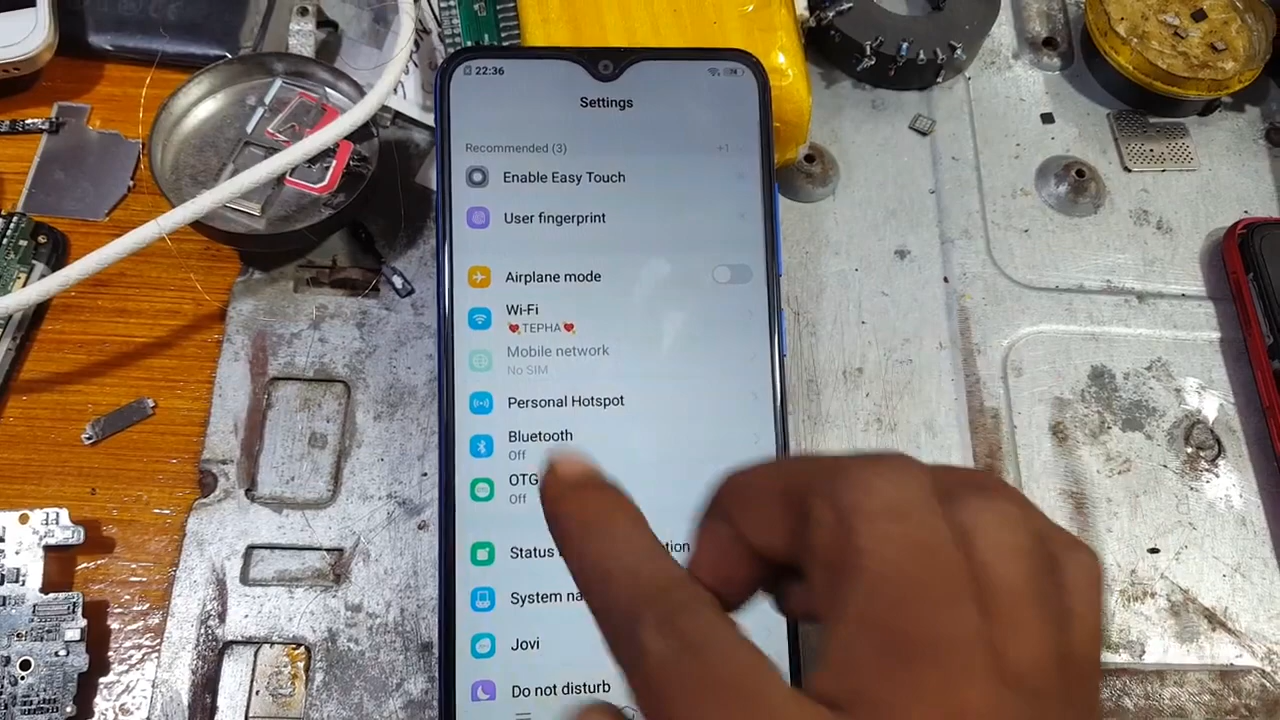 22:36
Settings
Recommended (3)
+1
Enable Easy Touch
User fingerprint
Airplane mode
Wi-Fi
💘TEPHA💘
Mobile network
No SIM
Personal Hotspot
Bluetooth
Off
OTG
Off
Status
System na
Jovi
Do not disturb